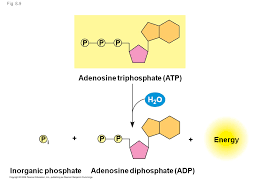 Fig. 8.8
P P P
Adenosine triphosphate (ATP)
H2O
P i + P P + Energy
Inorganic phosphate Adenosine diphosphate (ADP)